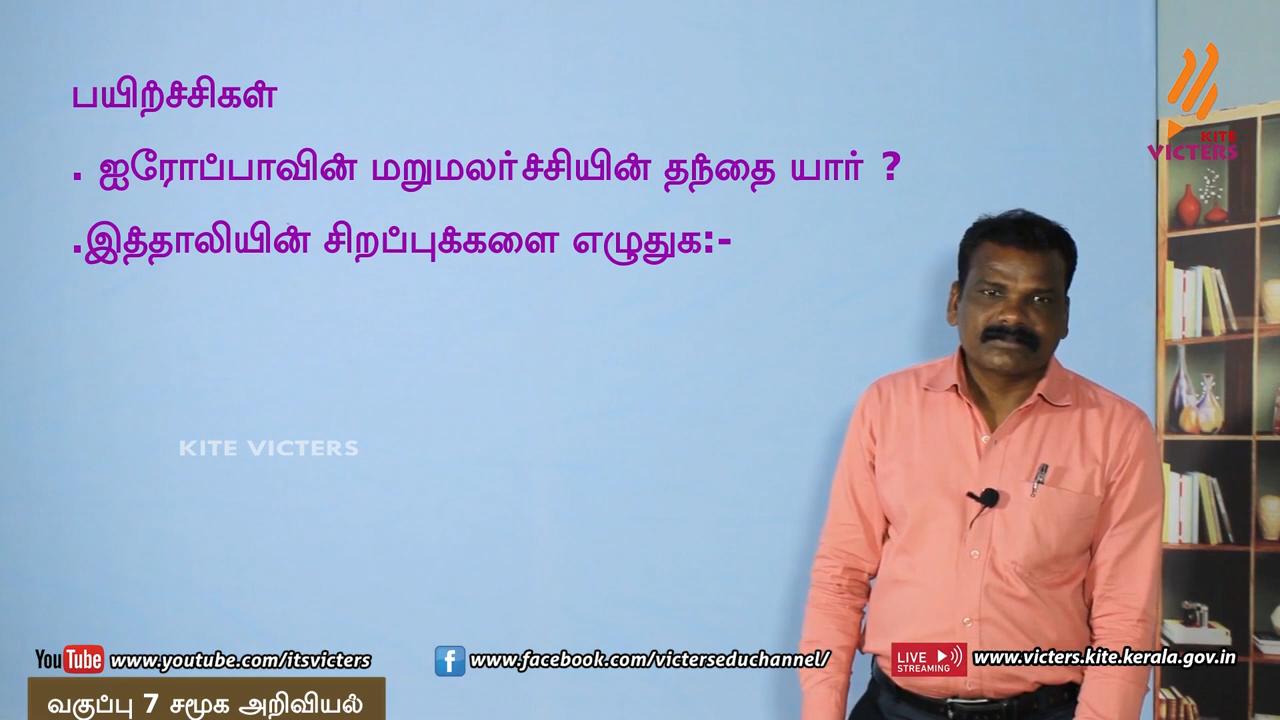 பயிற்ச்சிகள்
. ஐரோப்பாவின் மறுமலர்ச்சியின் தந்தை யார் ?
.இத்தாலியின் சிறப்புக்களை எழுதுக:-
KITE
VICTERS
KITE VICTERS
YouTube www.youtube.com/itsvicters
f www.facebook.com/victerseduchannel/
LIVE STREAMING www.victers.kite.kerala.gov.in
வகுப்பு 7 சமூக அறிவியல்